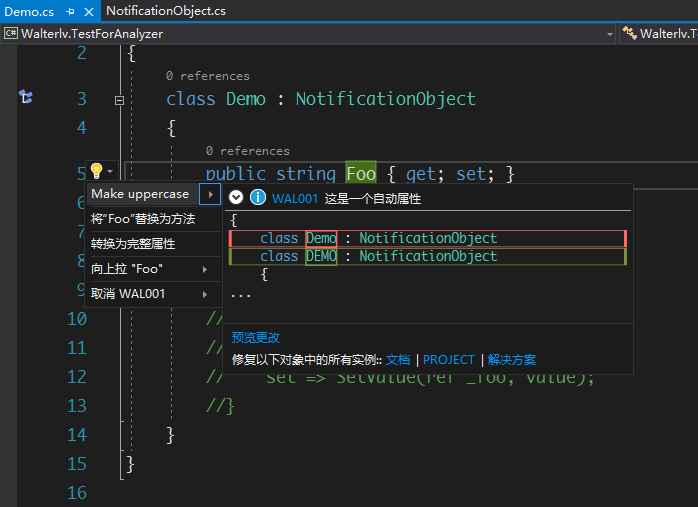 Demo.cs NotificationObject.cs
C# Walterlv.TestForAnalyzer Walterlv.Te
2 {
0 references
3 class Demo : NotificationObject
4 {
0 references
5 public string Foo { get; set; }
6
7
8
9
10 //
11 //
12 // set => SetValue(ref _foo, value);
13 //}
14 }
15 }
16
Make uppercase
将"Foo"替换为方法
转换为完整属性
向上拉 "Foo"
取消 WAL001
WAL001 这是一个自动属性
{
class Demo : NotificationObject
class DEMO : NotificationObject
{
...
预览更改
修复以下对象中的所有实例:: 文档 | PROJECT | 解决方案